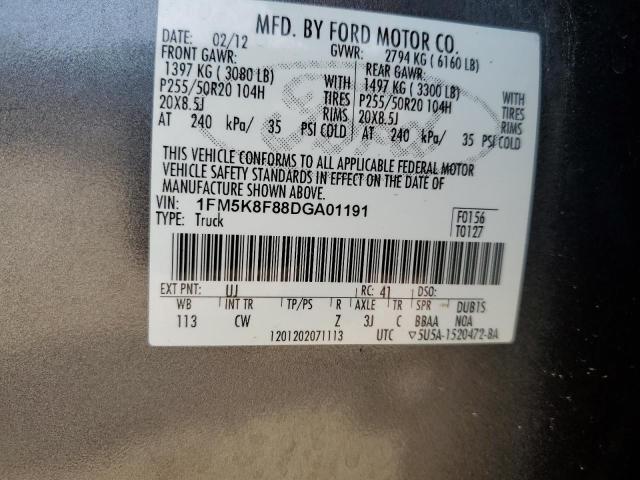 MFD. BY FORD MOTOR CO.
DATE: 02/12 GVWR: 2794 KG ( 6160 LB)
FRONT GAWR: REAR GAWR:
1397 KG ( 3080 LB) WITH 1497 KG ( 3300 LB) WITH
P255/50R20 104H TIRES P255/50R20 104H TIRES
20X8.5J RIMS 20X8.5J RIMS
AT 240 kPa/ 35 PSI COLD AT 240 kPa/ 35 PSI COLD
Ford
THIS VEHICLE CONFORMS TO ALL APPLICABLE FEDERAL MOTOR
VEHICLE SAFETY STANDARDS IN EFFECT ON THE DATE OF
MANUFACTURE SHOWN ABOVE.
VIN: 1FM5K8F88DGA01191 F0156
TYPE: Truck T0127
EXT PNT: UJ RC: 41 DSO:
WB INT TR TP/PS R AXLE TR SPR DUBTS
113 CW Z 3J C BBAA NOA
1201202071113 UTC ▽5U5A-1520472-BA